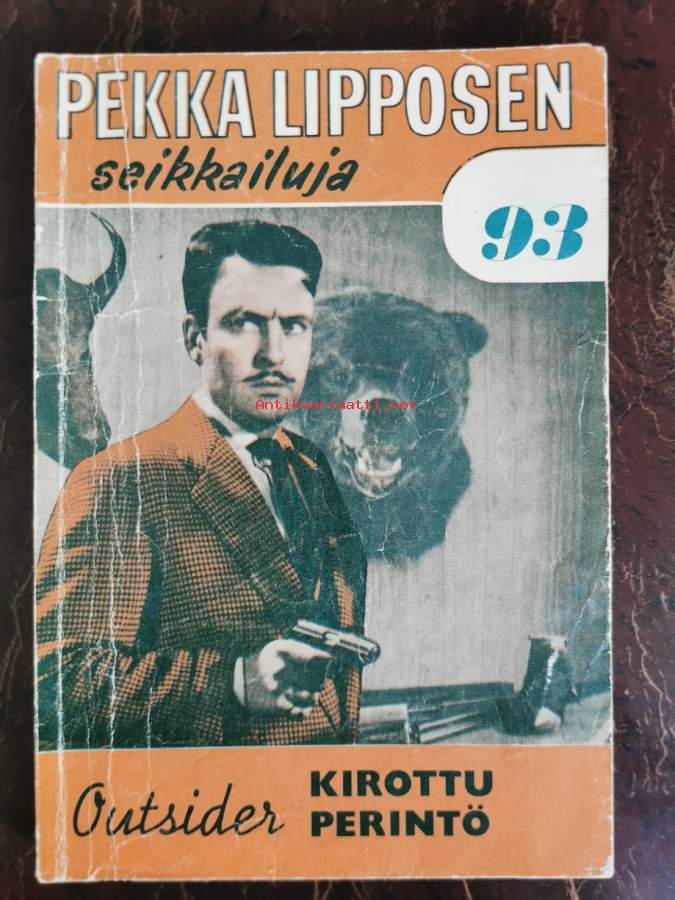 PEKKA LIPPOSEN
seikkailuja
93
Antikvariaatti.net
Outsider
KIROTTU
PERINTÖ